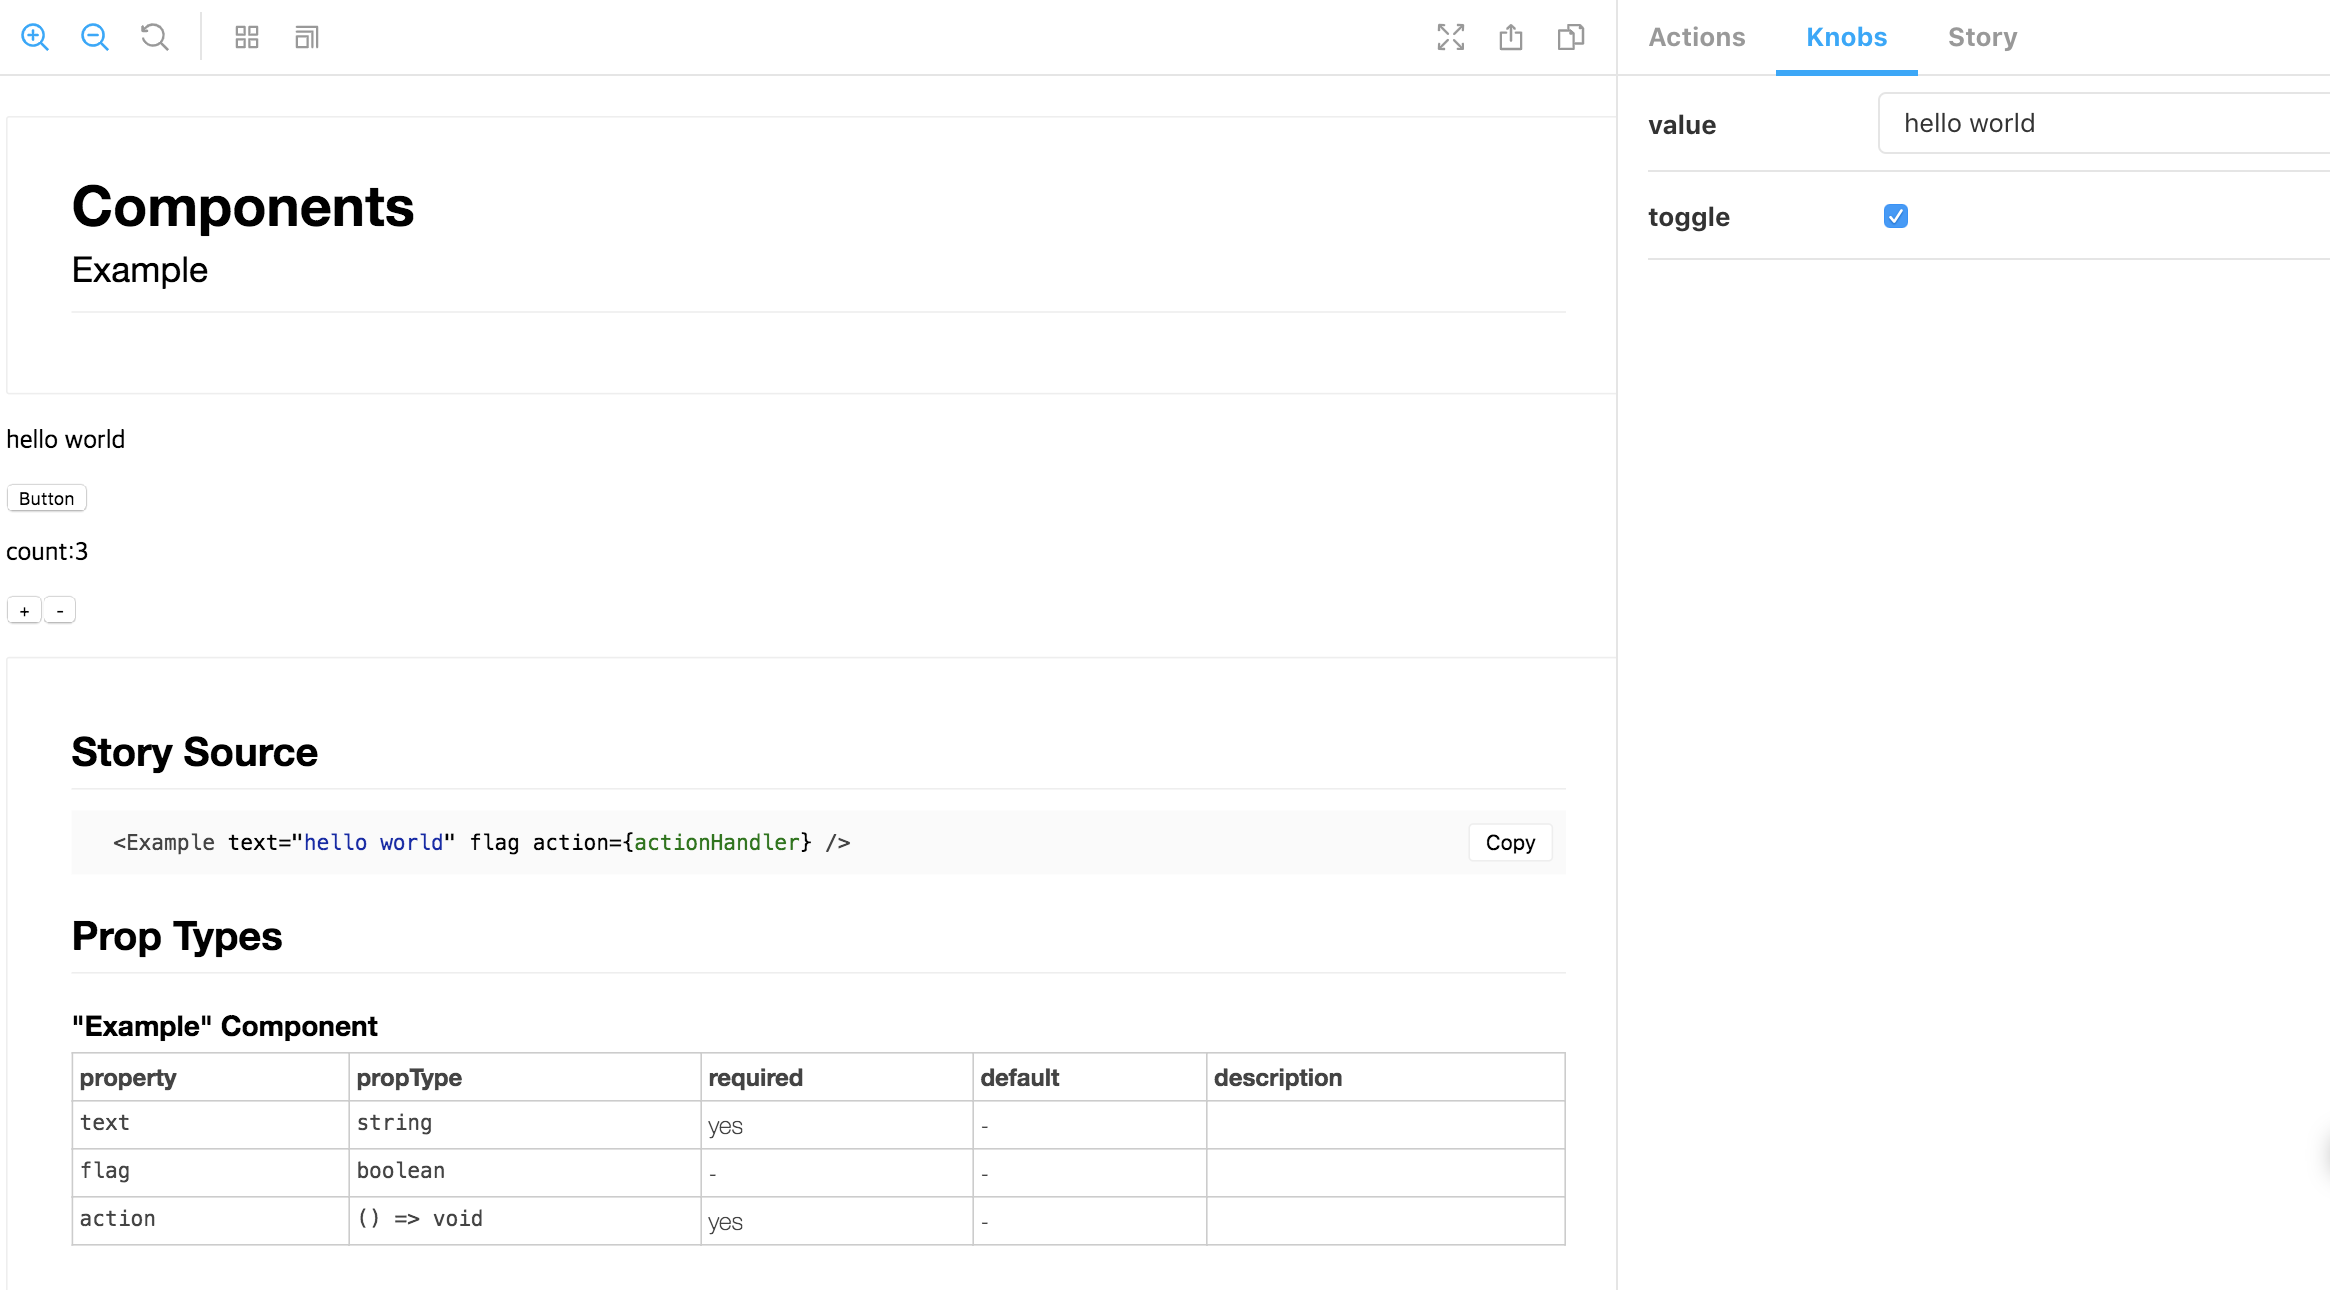 Actions Knobs Story
value hello world
toggle
Components
Example
hello world
Button
count:3
+ -
Story Source
<Example text="hello world" flag action={actionHandler} />
Copy
Prop Types
"Example" Component
property propType required default description
text string yes -
flag boolean - -
action () => void yes -